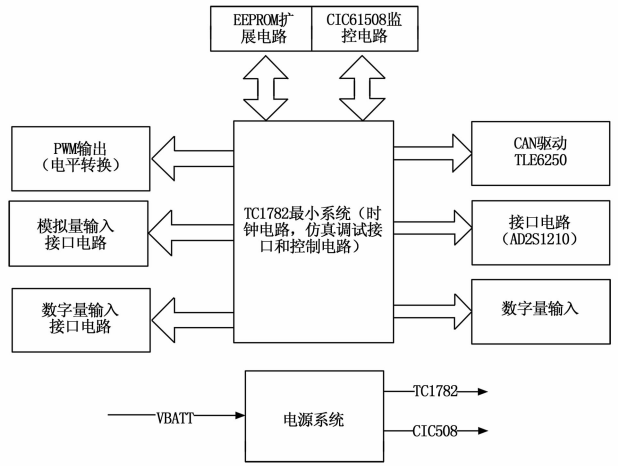 EEPROM扩
展电路
CIC61508监
控电路
PWM输出
(电平转换)
CAN驱动
TLE6250
TC1782最小系统(时
钟电路,仿真调试接
口和控制电路)
模拟量输入
接口电路
接口电路
(AD2S1210)
数字量输入
接口电路
数字量输入
VBATT
电源系统
TC1782
CIC508